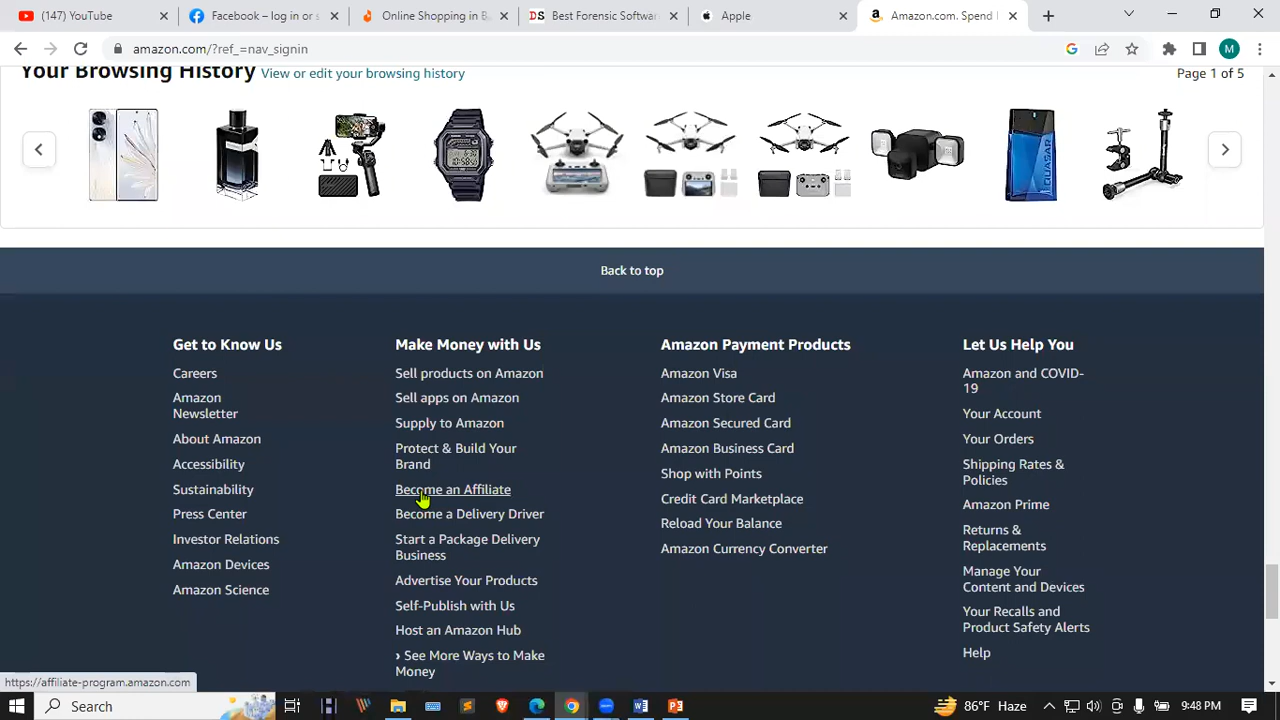 (147) YouTube
Facebook – log in or s
Online Shopping in B
DS Best Forensic Softwar
Apple
Amazon.com. Spend
amazon.com/?ref_=nav_signin
M
Your Browsing History View or edit your browsing history
Page 1 of 5
Back to top
Get to Know Us
Careers
Amazon
Newsletter
About Amazon
Accessibility
Sustainability
Press Center
Investor Relations
Amazon Devices
Amazon Science
Make Money with Us
Sell products on Amazon
Sell apps on Amazon
Supply to Amazon
Protect & Build Your
Brand
Become an Affiliate
Become a Delivery Driver
Start a Package Delivery
Business
Advertise Your Products
Self-Publish with Us
Host an Amazon Hub
› See More Ways to Make
Money
Amazon Payment Products
Amazon Visa
Amazon Store Card
Amazon Secured Card
Amazon Business Card
Shop with Points
Credit Card Marketplace
Reload Your Balance
Amazon Currency Converter
Let Us Help You
Amazon and COVID-
19
Your Account
Your Orders
Shipping Rates &
Policies
Amazon Prime
Returns &
Replacements
Manage Your
Content and Devices
Your Recalls and
Product Safety Alerts
Help
https://affiliate-program.amazon.com
Search
86°F Haze
9:48 PM